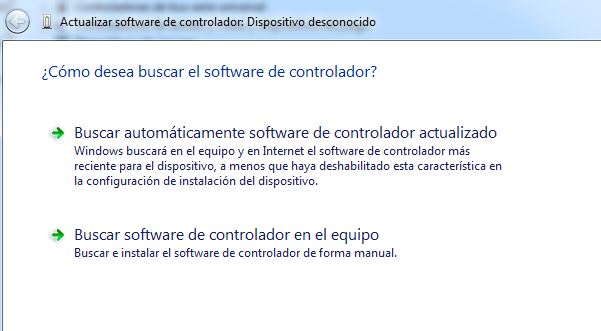 Actualizar software de controlador: Dispositivo desconocido
¿Cómo desea buscar el software de controlador?
Buscar automáticamente software de controlador actualizado
Windows buscará en el equipo y en Internet el software de controlador más
reciente para el dispositivo, a menos que haya deshabilitado esta característica en
la configuración de instalación del dispositivo.
Buscar software de controlador en el equipo
Buscar e instalar el software de controlador de forma manual.